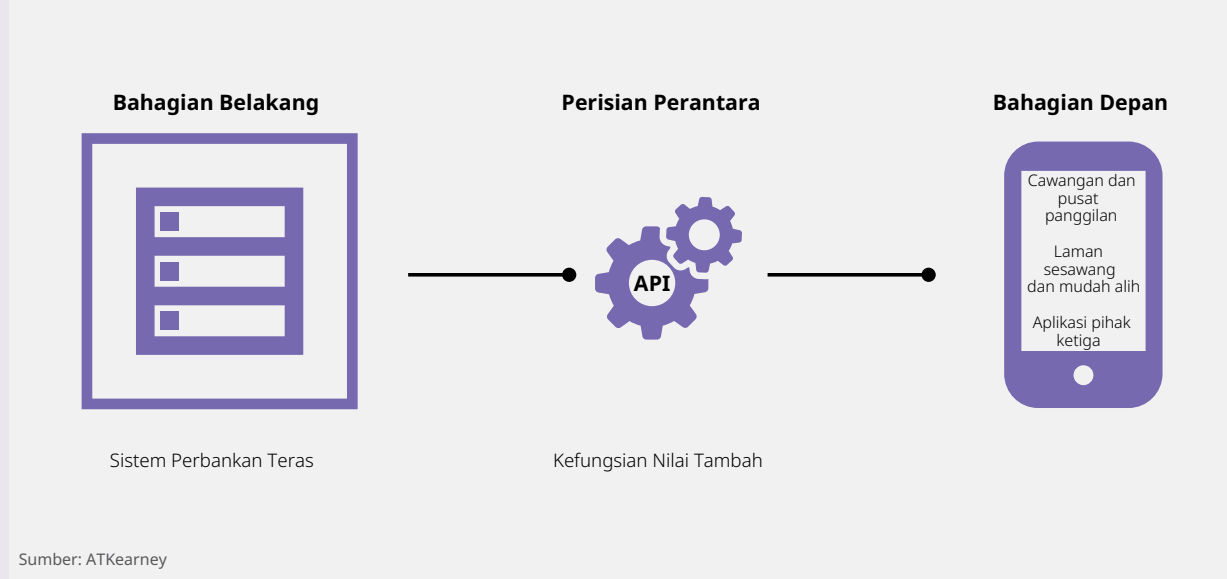 Bahagian Belakang
Perisian Perantara
Bahagian Depan
API
Cawangan dan
pusat
panggilan
Laman
sesawang
dan mudah alih
Aplikasi pihak
ketiga
Sistem Perbankan Teras
Kefungsian Nilai Tambah
Sumber: ATKearney